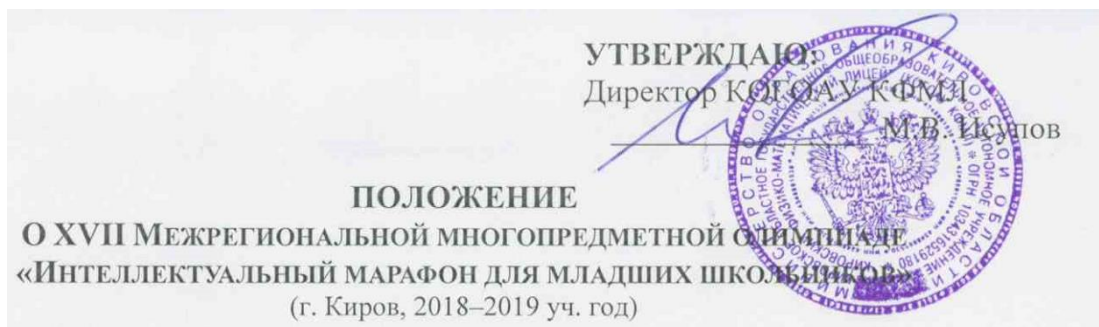 УТВЕРЖДАЮ:
Директор КОГОАУ КФМЛ
М.В. Исупов
ПОЛОЖЕНИЕ
О XVII МЕЖРЕГИОНАЛЬНОЙ МНОГОПРЕДМЕТНОЙ ОЛИМПИАДЕ
«ИНТЕЛЛЕКТУАЛЬНЫЙ МАРАФОН ДЛЯ МЛАДШИХ ШКОЛЬНИКОВ»
(г. Киров, 2018–2019 уч. год)